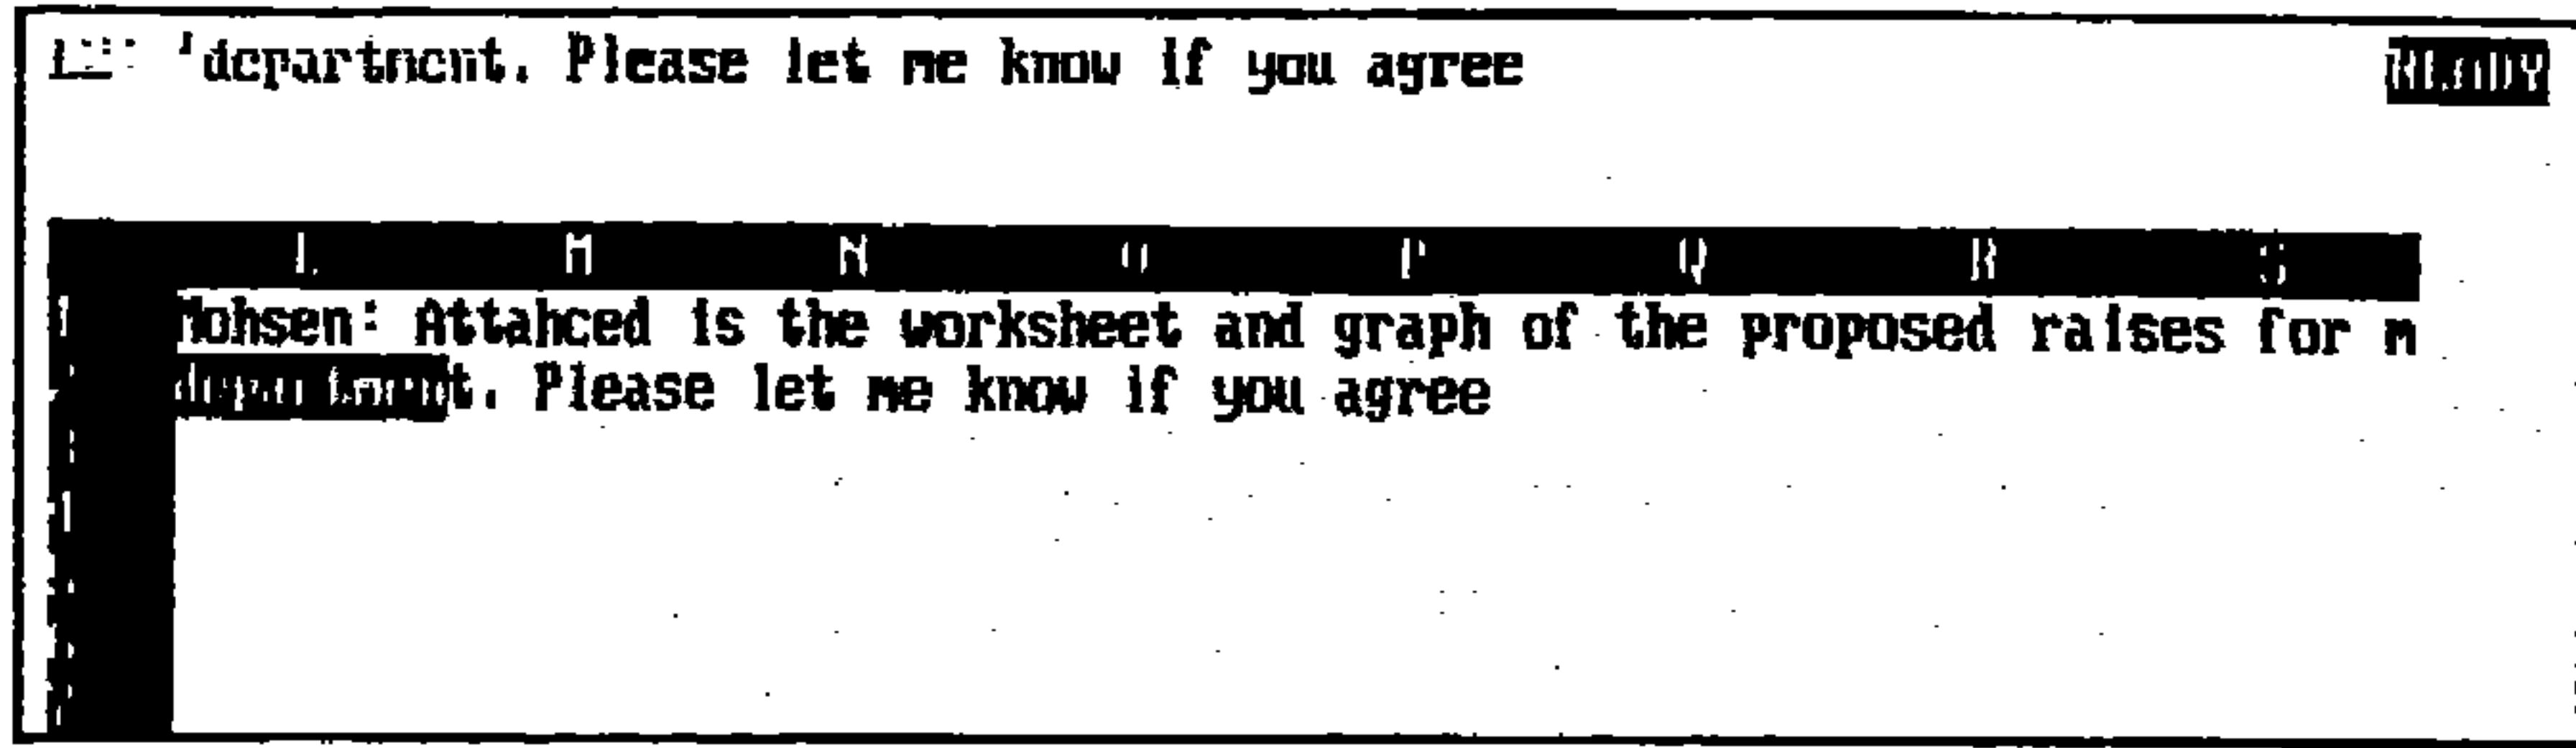 'department. Please let me know if you agree READY
L M N O P Q R S
Mohsen: Attahced is the worksheet and graph of the proposed raises for m
department. Please let me know if you agree